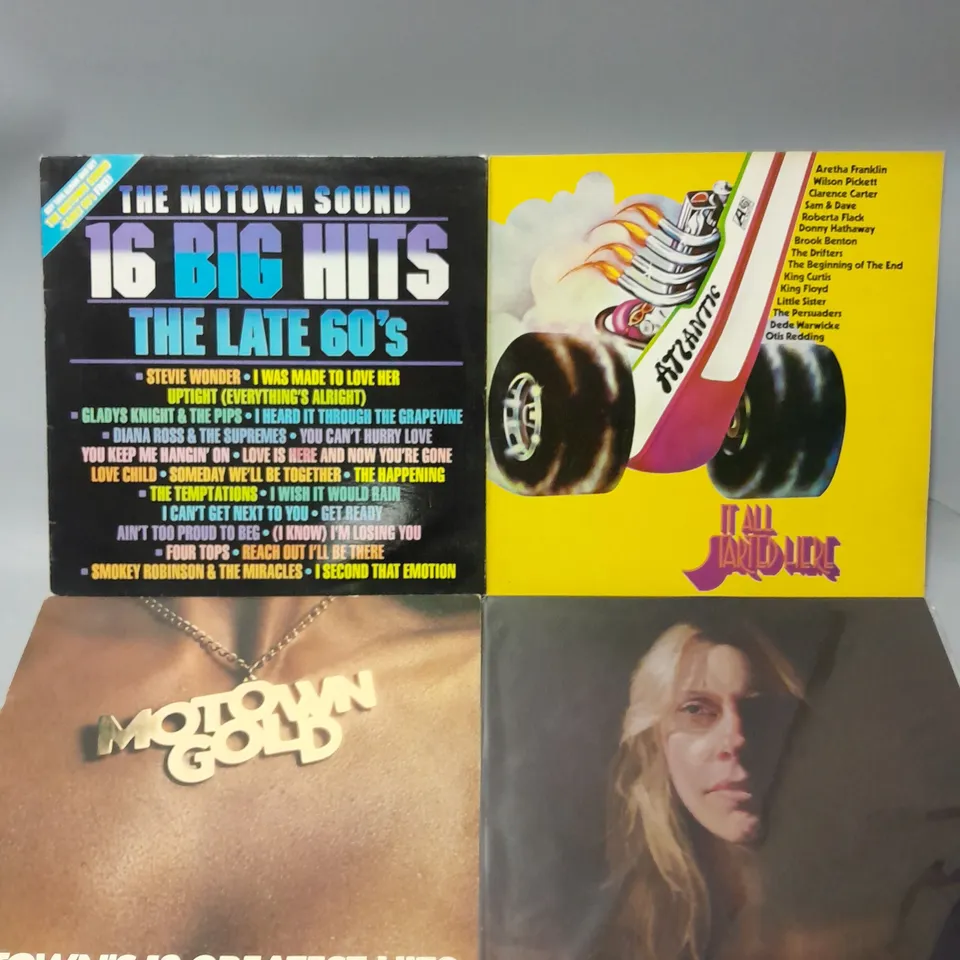 THE MOTOWN SOUND
16 BIG HITS
THE LATE 60's
▪ STEVIE WONDER • I WAS MADE TO LOVE HER
UPTIGHT (EVERYTHING'S ALRIGHT)
▪ GLADYS KNIGHT & THE PIPS • I HEARD IT THROUGH THE GRAPEVINE
▪ DIANA ROSS & THE SUPREMES • YOU CAN'T HURRY LOVE
YOU KEEP ME HANGIN' ON • LOVE IS HERE AND NOW YOU'RE GONE
LOVE CHILD • SOMEDAY WE'LL BE TOGETHER • THE HAPPENING
▪ THE TEMPTATIONS • I WISH IT WOULD RAIN
I CAN'T GET NEXT TO YOU • GET READY
AIN'T TOO PROUD TO BEG • (I KNOW) I'M LOSING YOU
▪ FOUR TOPS • REACH OUT I'LL BE THERE
▪ SMOKEY ROBINSON & THE MIRACLES • I SECOND THAT EMOTION
Aretha Franklin
Wilson Pickett
Clarence Carter
Sam & Dave
Roberta Flack
Donny Hathaway
Brook Benton
The Drifters
The Beginning of The End
King Curtis
King Floyd
Little Sister
The Persuaders
Dede Warwicke
Otis Redding
ATLANTIC
IT ALL
STARTED HERE
MOTOWN
GOLD
TOWN'S 16 GREATEST HITS